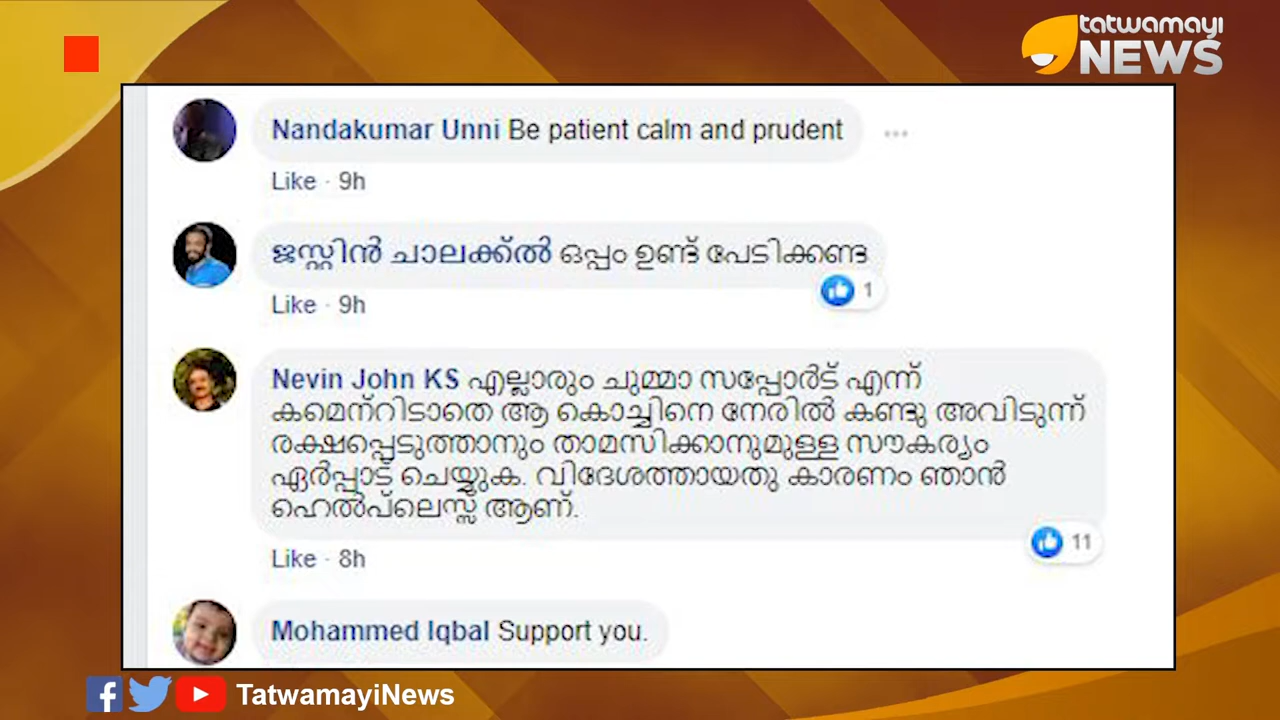 tatwamayi
NEWS
Nandakumar Unni Be patient calm and prudent
Like · 9h
ജസ്റ്റിൻ ചാലക്ക്ൽ ഒപ്പം ഉണ്ട് പേടിക്കണ്ട
1
Like · 9h
Nevin John KS എല്ലാരും ചുമ്മാ സപ്പോർട് എന്ന്
കമെന്റിടാതെ ആ കൊച്ചിനെ നേരിൽ കണ്ടു അവിടുന്ന്
രക്ഷപ്പെടുത്താനും താമസിക്കാനുമുള്ള സൗകര്യം
ഏർപ്പാട് ചെയ്യുക. വിദേശത്തായതു കാരണം ഞാൻ
ഹെൽപ്ലെസ്സ് ആണ്.
11
Like · 8h
Mohammed Iqbal Support you.
TatwamayiNews